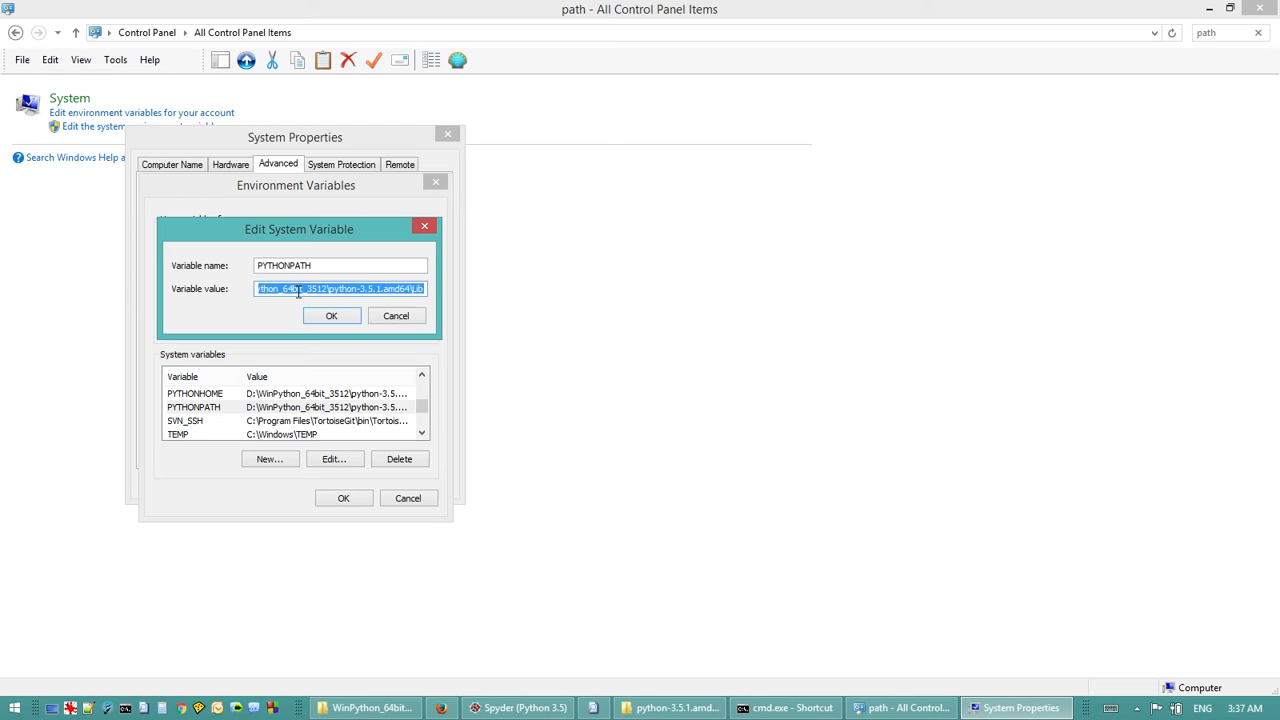 path - All Control Panel Items
Control Panel
All Control Panel Items
path
File
Edit
View
Tools
Help
System
Edit environment variables for your account
Edit the system
Search Windows Help a
System Properties
Computer Name
Hardware
Advanced
System Protection
Remote
Environment Variables
Edit System Variable
Variable name:
PYTHONPATH
Variable value:
ython_64bit_3512\python-3.5.1.amd64\Lib
OK
Cancel
System variables
Variable Value
PYTHONHOME D:\WinPython_64bit_3512\python-3.5....
PYTHONPATH D:\WinPython_64bit_3512\python-3.5....
SVN_SSH C:\Program Files\TortoiseGit\bin\Tortois...
TEMP C:\Windows\TEMP
New...
Edit...
Delete
OK
Cancel
Computer
WinPython_64bit...
Spyder (Python 3.5)
python-3.5.1.amd...
cmd.exe - Shortcut
path - All Control...
System Properties
ENG
3:37 AM